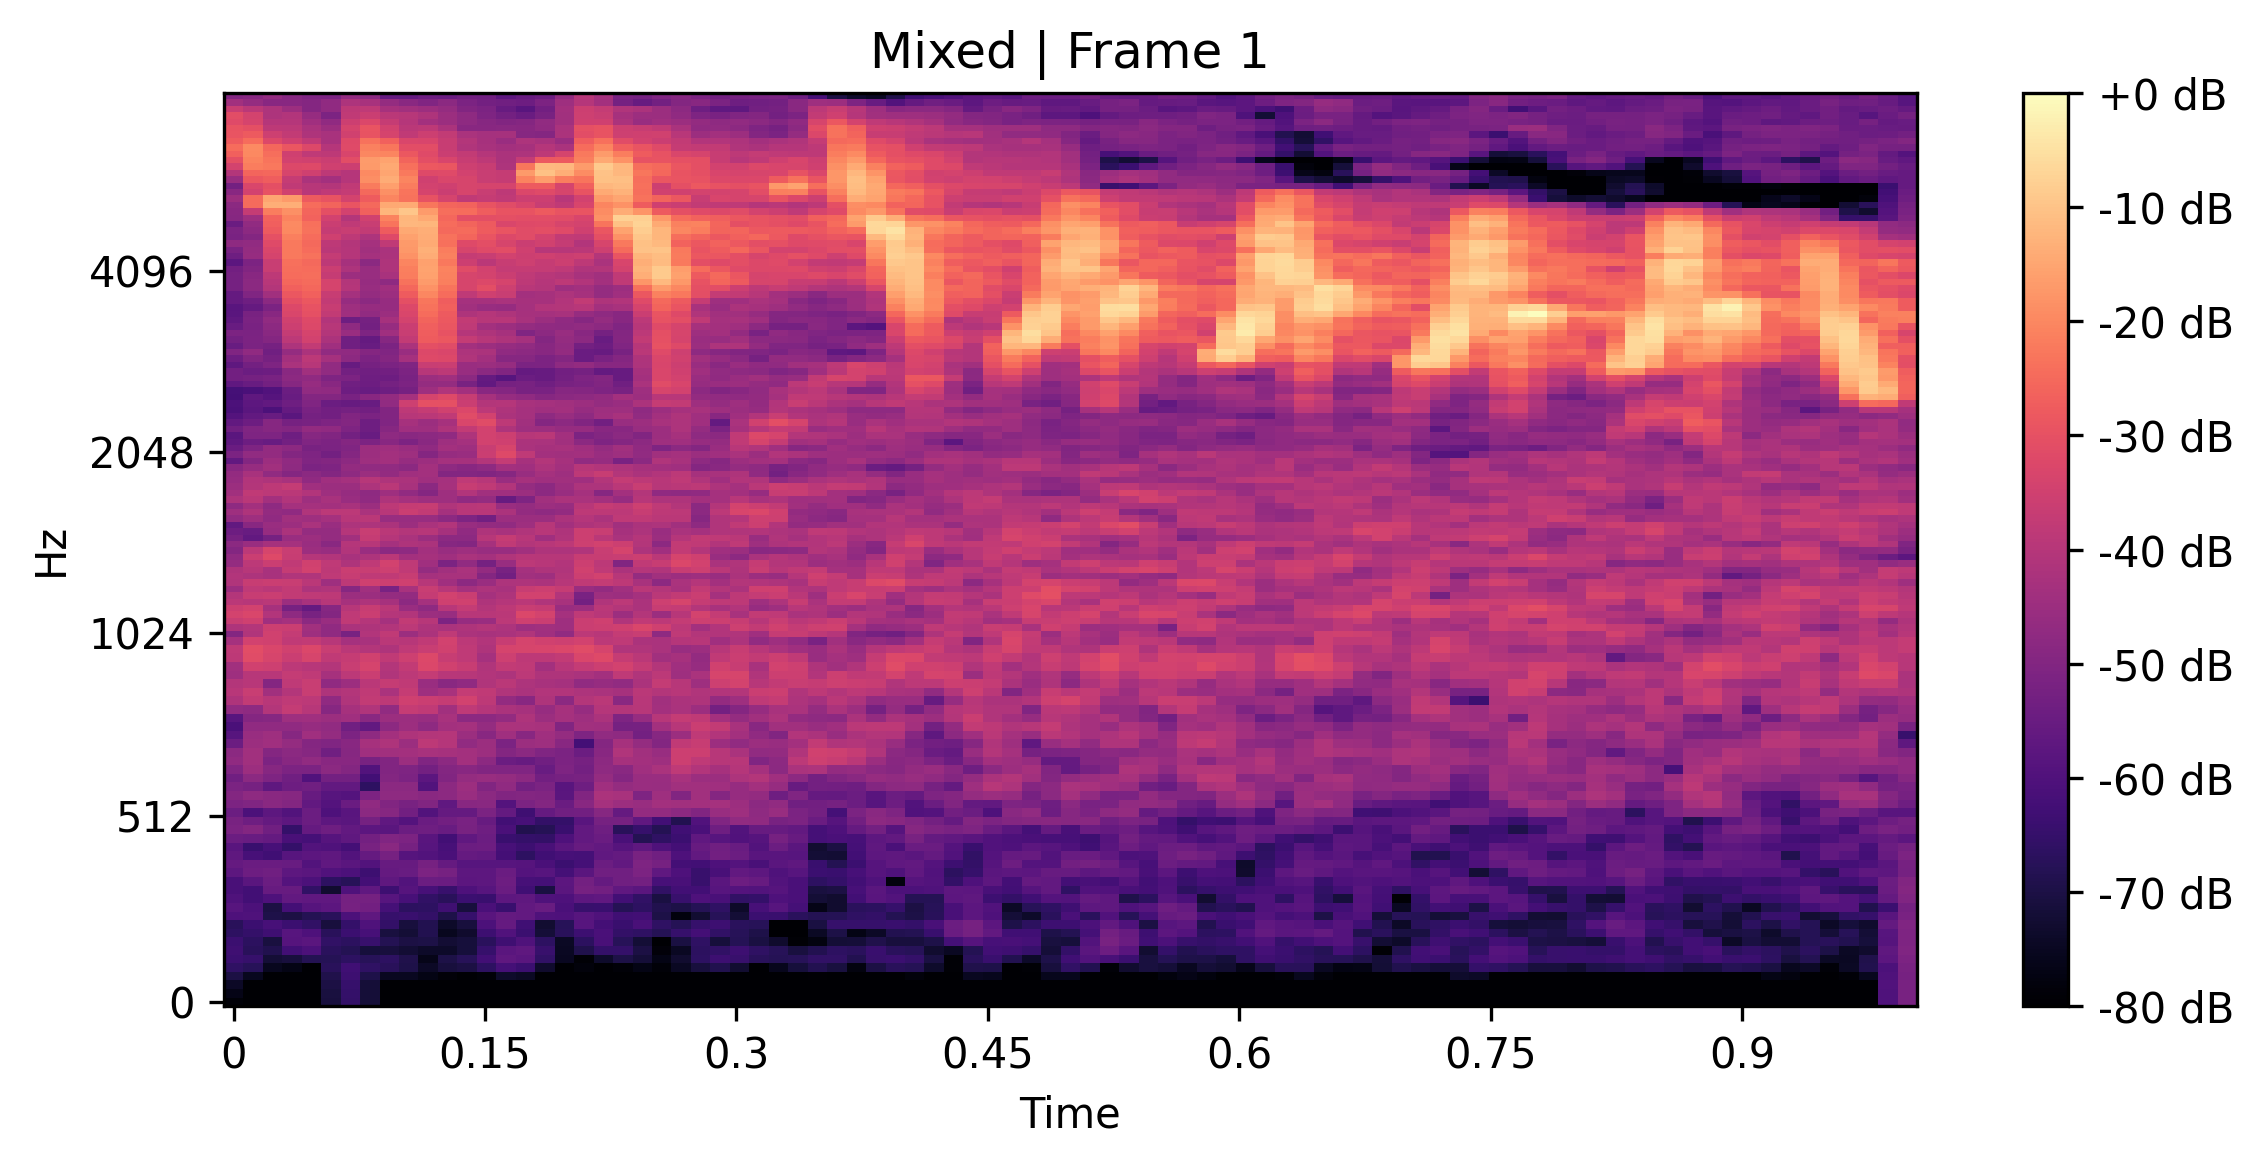 Mixed | Frame 1
+0 dB
-10 dB
-20 dB
-30 dB
-40 dB
-50 dB
-60 dB
-70 dB
-80 dB
Hz
4096
2048
1024
512
0
0 0.15 0.3 0.45 0.6 0.75 0.9
Time